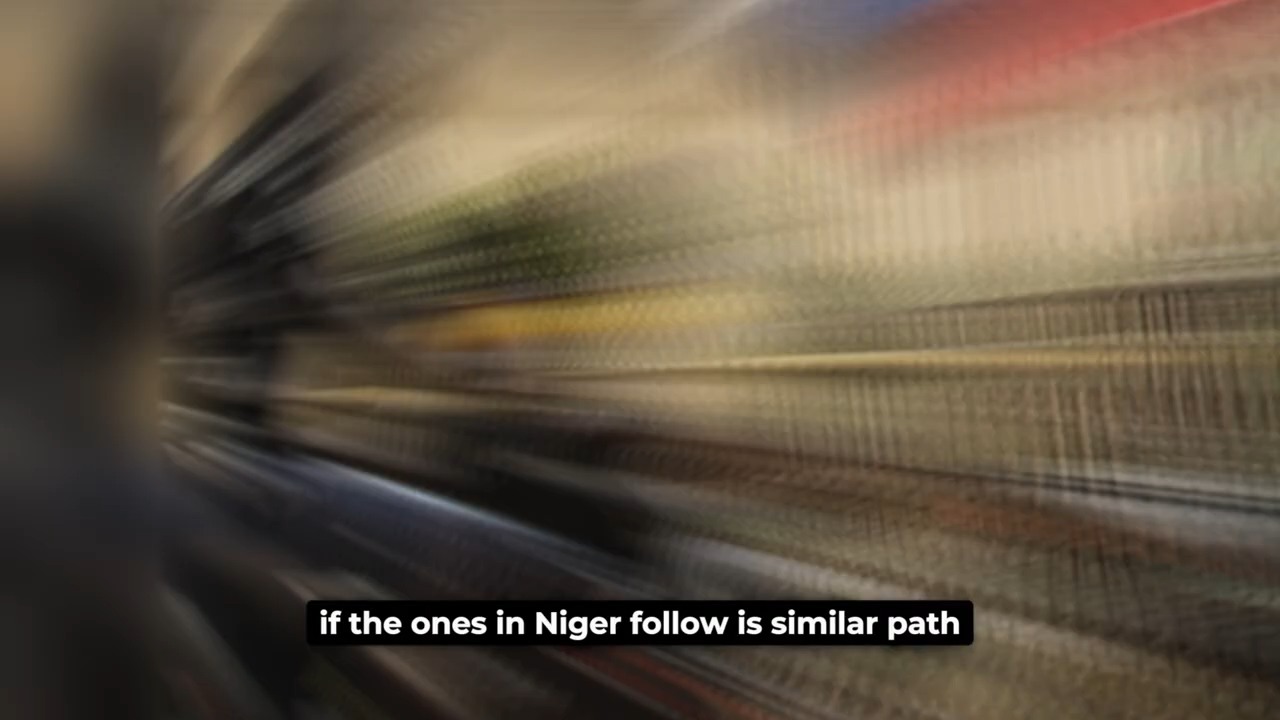 if the ones in Niger follow is similar path